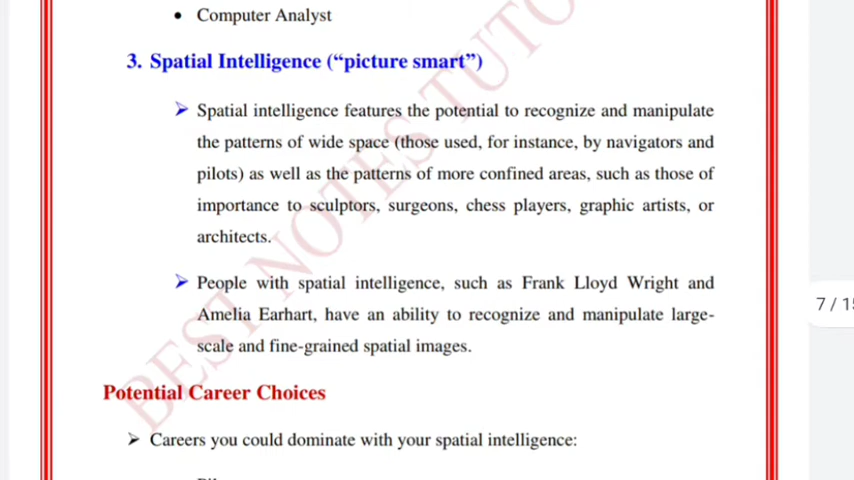 • Computer Analyst
3. Spatial Intelligence (“picture smart”)
➢ Spatial intelligence features the potential to recognize and manipulate
the patterns of wide space (those used, for instance, by navigators and
pilots) as well as the patterns of more confined areas, such as those of
importance to sculptors, surgeons, chess players, graphic artists, or
architects.
➢ People with spatial intelligence, such as Frank Lloyd Wright and
Amelia Earhart, have an ability to recognize and manipulate large-
scale and fine-grained spatial images.
Potential Career Choices
➢ Careers you could dominate with your spatial intelligence:
BEST NOTES TUTO
7 / 15